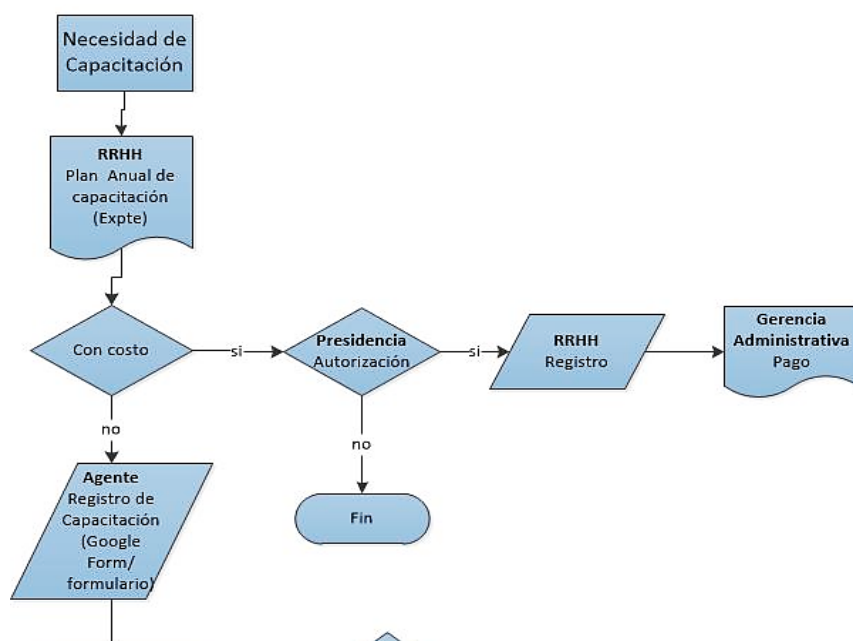 Necesidad de
Capacitación
RRHH
Plan Anual de
capacitación
(Expte)
Con costo
si
Presidencia
Autorización
si
RRHH
Registro
Gerencia
Administrativa
Pago
no
no
Agente
Registro de
Capacitación
(Google
Form/
formulario)
Fin